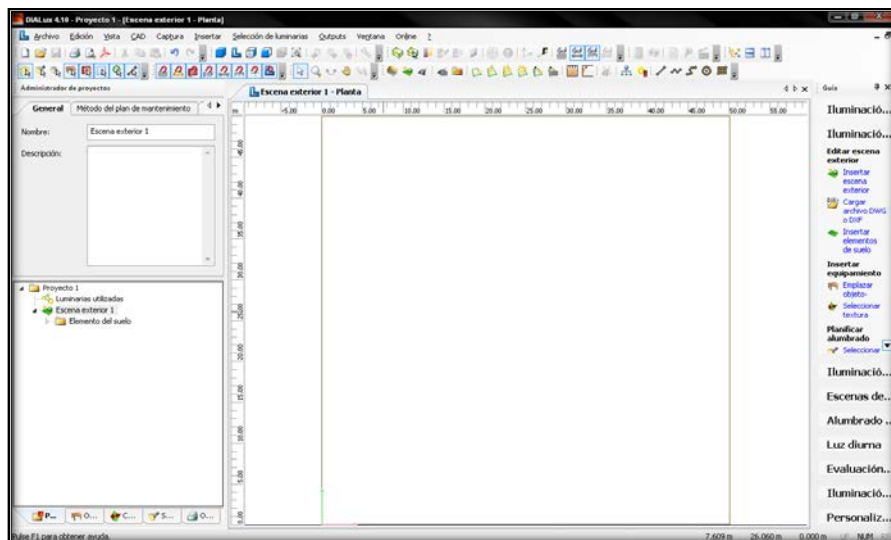 DIALux 4.10 - Proyecto 1 - [Escena exterior 1 - Planta]
Archivo Edición Vista CAD Captura Insertar Selección de luminarias Outputs Ventana Online ?
Administrador de proyectos
General Método del plan de mantenimiento
Nombre: Escena exterior 1
Descripción:
Proyecto 1
Luminarias utilizadas
Escena exterior 1
Elemento del suelo
P... O... C... S... O...
Pulse F1 para obtener ayuda.
Escena exterior 1 - Planta
m -5.00 0.00 5.00 10.00 15.00 20.00 25.00 30.00 35.00 40.00 45.00 50.00 55.00
45.00
40.00
35.00
30.00
25.00
20.00
15.00
10.00
5.00
0.00
Guía
Iluminació...
Iluminació...
Editar escena
exterior
Insertar
escena
exterior
Cargar
archivo DWG
o DXF
Insertar
elementos
de suelo
Insertar
equipamiento
Emplazar
objeto-
Seleccionar
textura
Planificar
alumbrado
Seleccionar
Iluminació...
Escenas de...
Alumbrado ...
Luz diurna
Evaluación...
Iluminació...
Personaliz...
7.609 m 26.060 m 0.000 m UF NUM